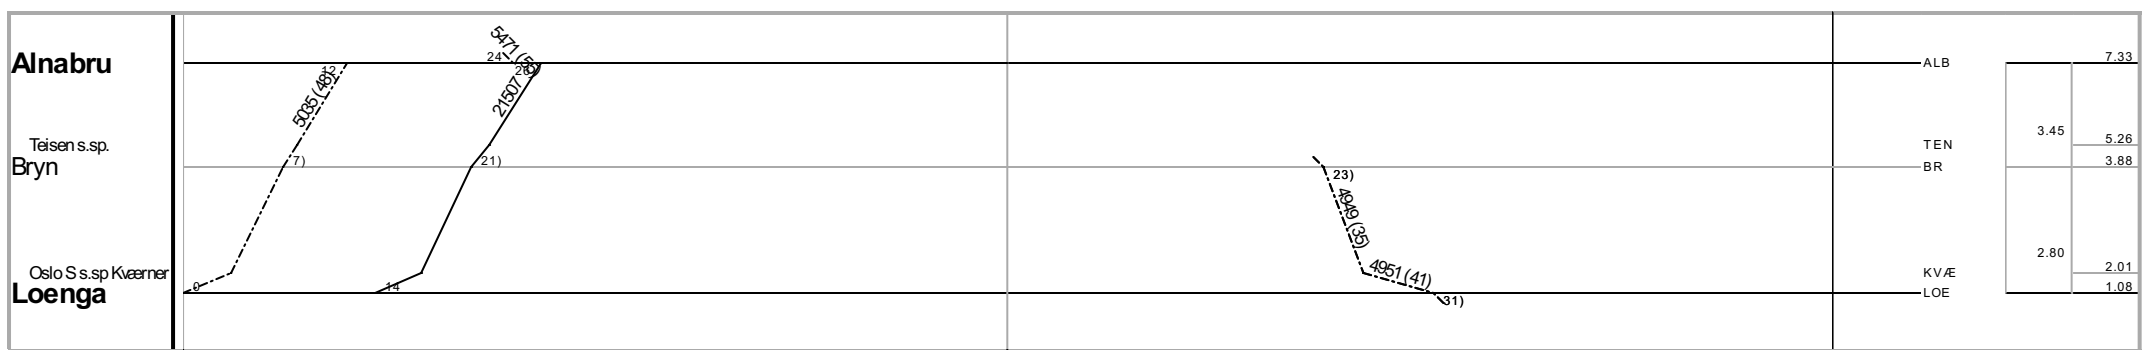 Alnabru
Teisen s.sp.
Bryn
Oslo S s.sp Kværner
Loenga
12
5035 (48)
7)
0
24
5471 (
26
21507
21)
14
23)
4949 (35)
4951 (41)
31)
ALB
TEN
BR
KVÆ
LOE
3.45
2.80
7.33
5.26
3.88
2.01
1.08